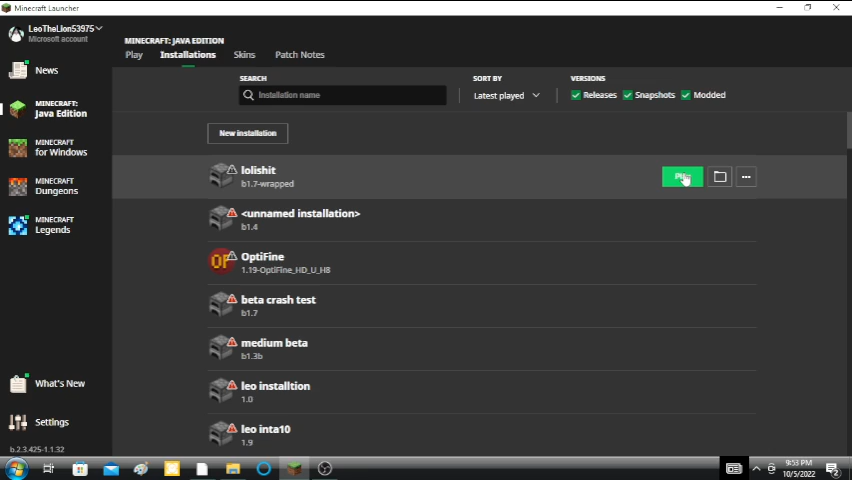 Minecraft Launcher
LeoTheLion53975
Microsoft account
News
MINECRAFT:
Java Edition
MINECRAFT
for Windows
MINECRAFT
Dungeons
MINECRAFT
Legends
What's New
Settings
b.2.3.425-1.1.32
MINECRAFT: JAVA EDITION
Play Installations Skins Patch Notes
SEARCH
Installation name
SORT BY
Latest played
VERSIONS
Releases Snapshots Modded
New installation
lolishit
b1.7-wrapped
<unnamed installation>
b1.4
OptiFine
1.19-OptiFine_HD_U_H8
beta crash test
b1.7
medium beta
b1.3b
leo installtion
1.0
leo inta10
1.9
9:53 PM
10/5/2022
2